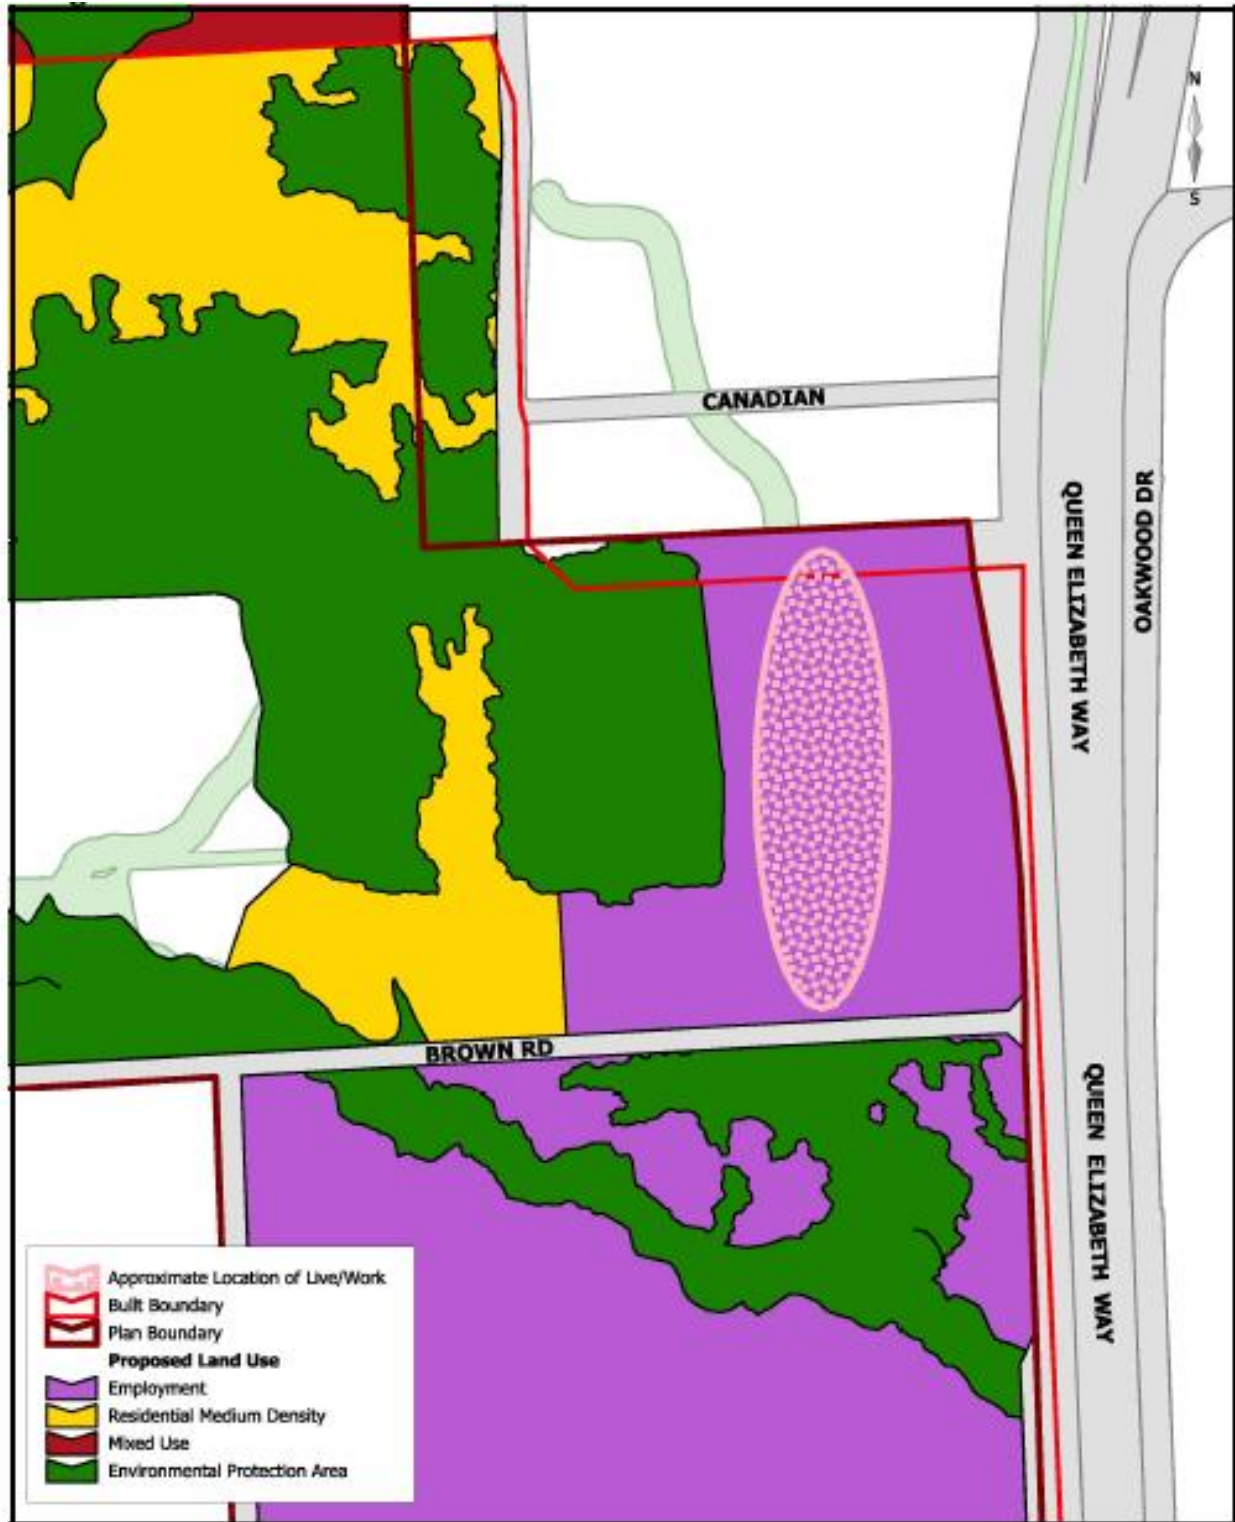 N
S
CANADIAN
QUEEN ELIZABETH WAY
OAKWOOD DR
BROWN RD
QUEEN ELIZABETH WAY
Approximate Location of Live/Work
Built Boundary
Plan Boundary
Proposed Land Use
Employment
Residential Medium Density
Mixed Use
Environmental Protection Area